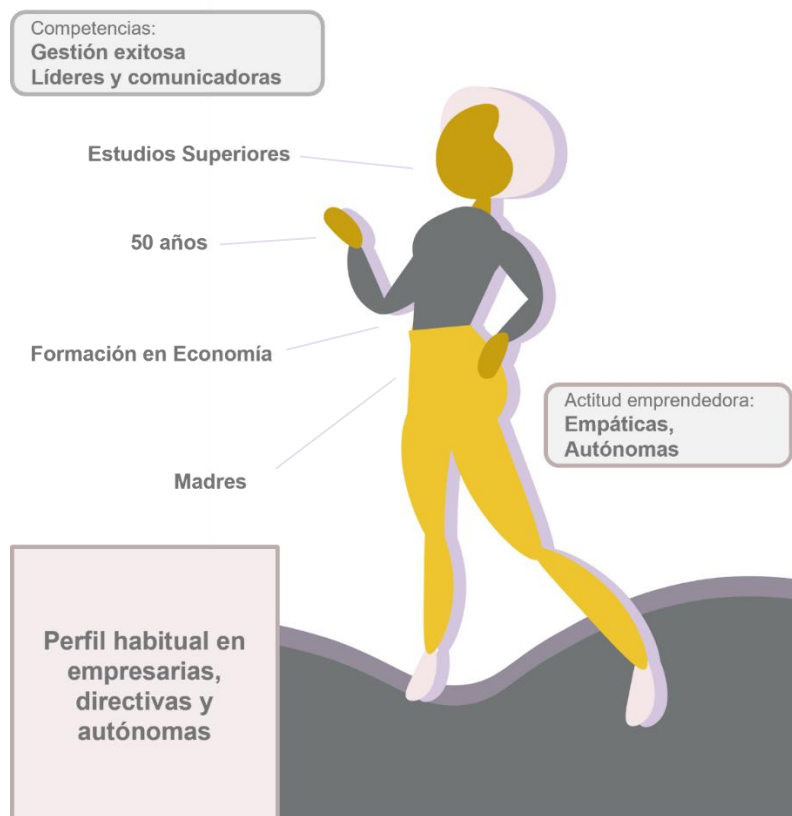 Competencias:
Gestión exitosa
Líderes y comunicadoras
Estudios Superiores
50 años
Formación en Economía
Actitud emprendedora:
Empáticas,
Autónomas
Madres
Perfil habitual en
empresarias,
directivas y
autónomas